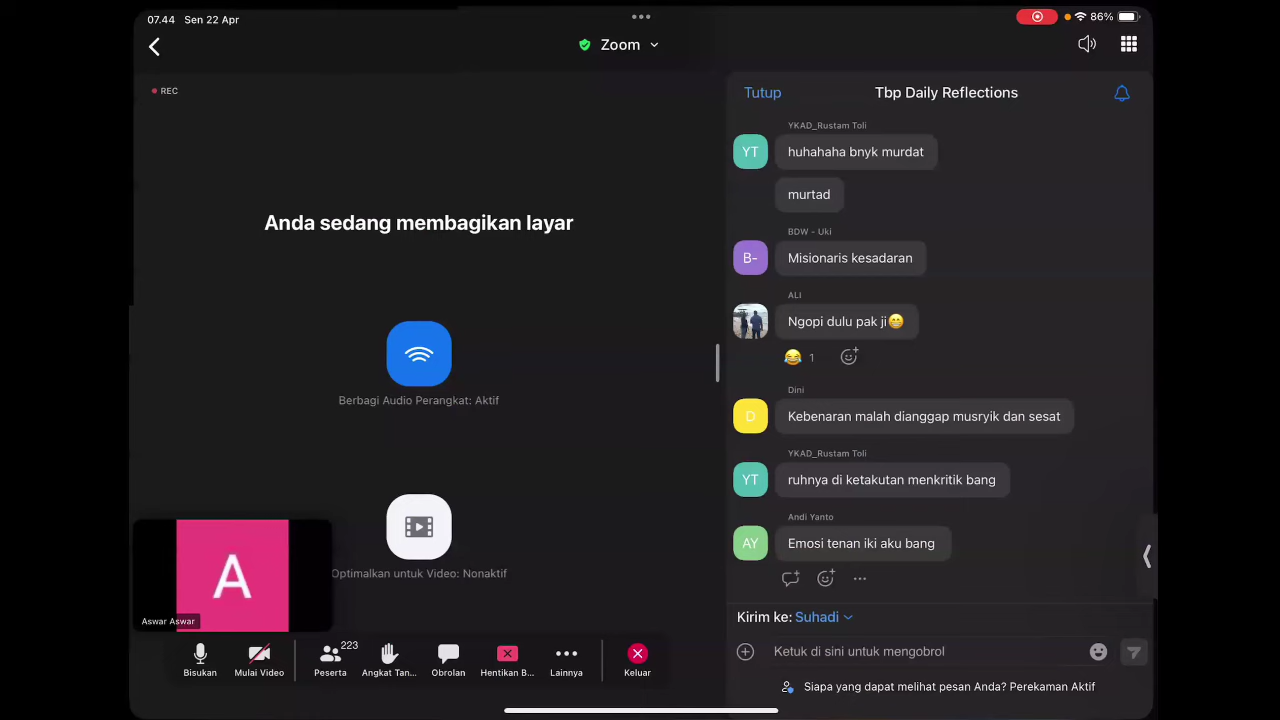 07.44 Sen 22 Apr
86%
Zoom
REC
Anda sedang membagikan layar
Berbagi Audio Perangkat: Aktif
Optimalkan untuk Video: Nonaktif
A
Aswar Aswar
Bisukan
Mulai Video
223
Peserta
Angkat Tan...
Obrolan
Hentikan B...
Lainnya
Keluar
Tutup
Tbp Daily Reflections
YKAD_Rustam Toli
YT
huhahaha bnyk murdat
murtad
BDW - Uki
B-
Misionaris kesadaran
ALI
Ngopi dulu pak ji😁
😂 1
Dini
D
Kebenaran malah dianggap musryik dan sesat
YKAD_Rustam Toli
YT
ruhnya di ketakutan menkritik bang
Andi Yanto
AY
Emosi tenan iki aku bang
Kirim ke: Suhadi
Ketuk di sini untuk mengobrol
Siapa yang dapat melihat pesan Anda? Perekaman Aktif